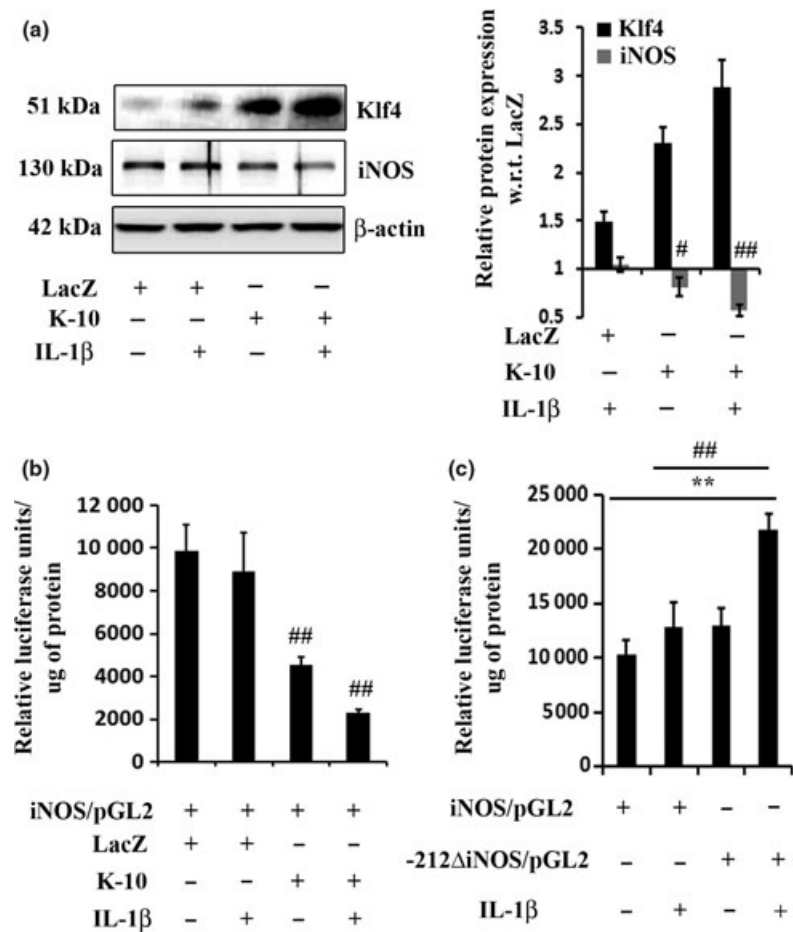 (a)
51 kDa
Klf4
130 kDa
iNOS
42 kDa
β-actin
LacZ + + – –
K-10 – – + +
IL-1β – + – +
Klf4
iNOS
Relative protein expression
w.r.t. LacZ
3.5
3
2.5
2
1.5
1
0.5
# ##
LacZ + – –
K-10 – + +
IL-1β + – +
(b)
Relative luciferase units/
ug of protein
12 000
10 000
8000
6000
4000
2000
0
## ##
iNOS/pGL2 + + + +
LacZ + + – –
K-10 – – + +
IL-1β – + – +
(c)
##
**
Relative luciferase units/
ug of protein
25 000
20 000
15 000
10 000
5000
0
iNOS/pGL2 + + – –
-212ΔiNOS/pGL2 – – + +
IL-1β – + – +